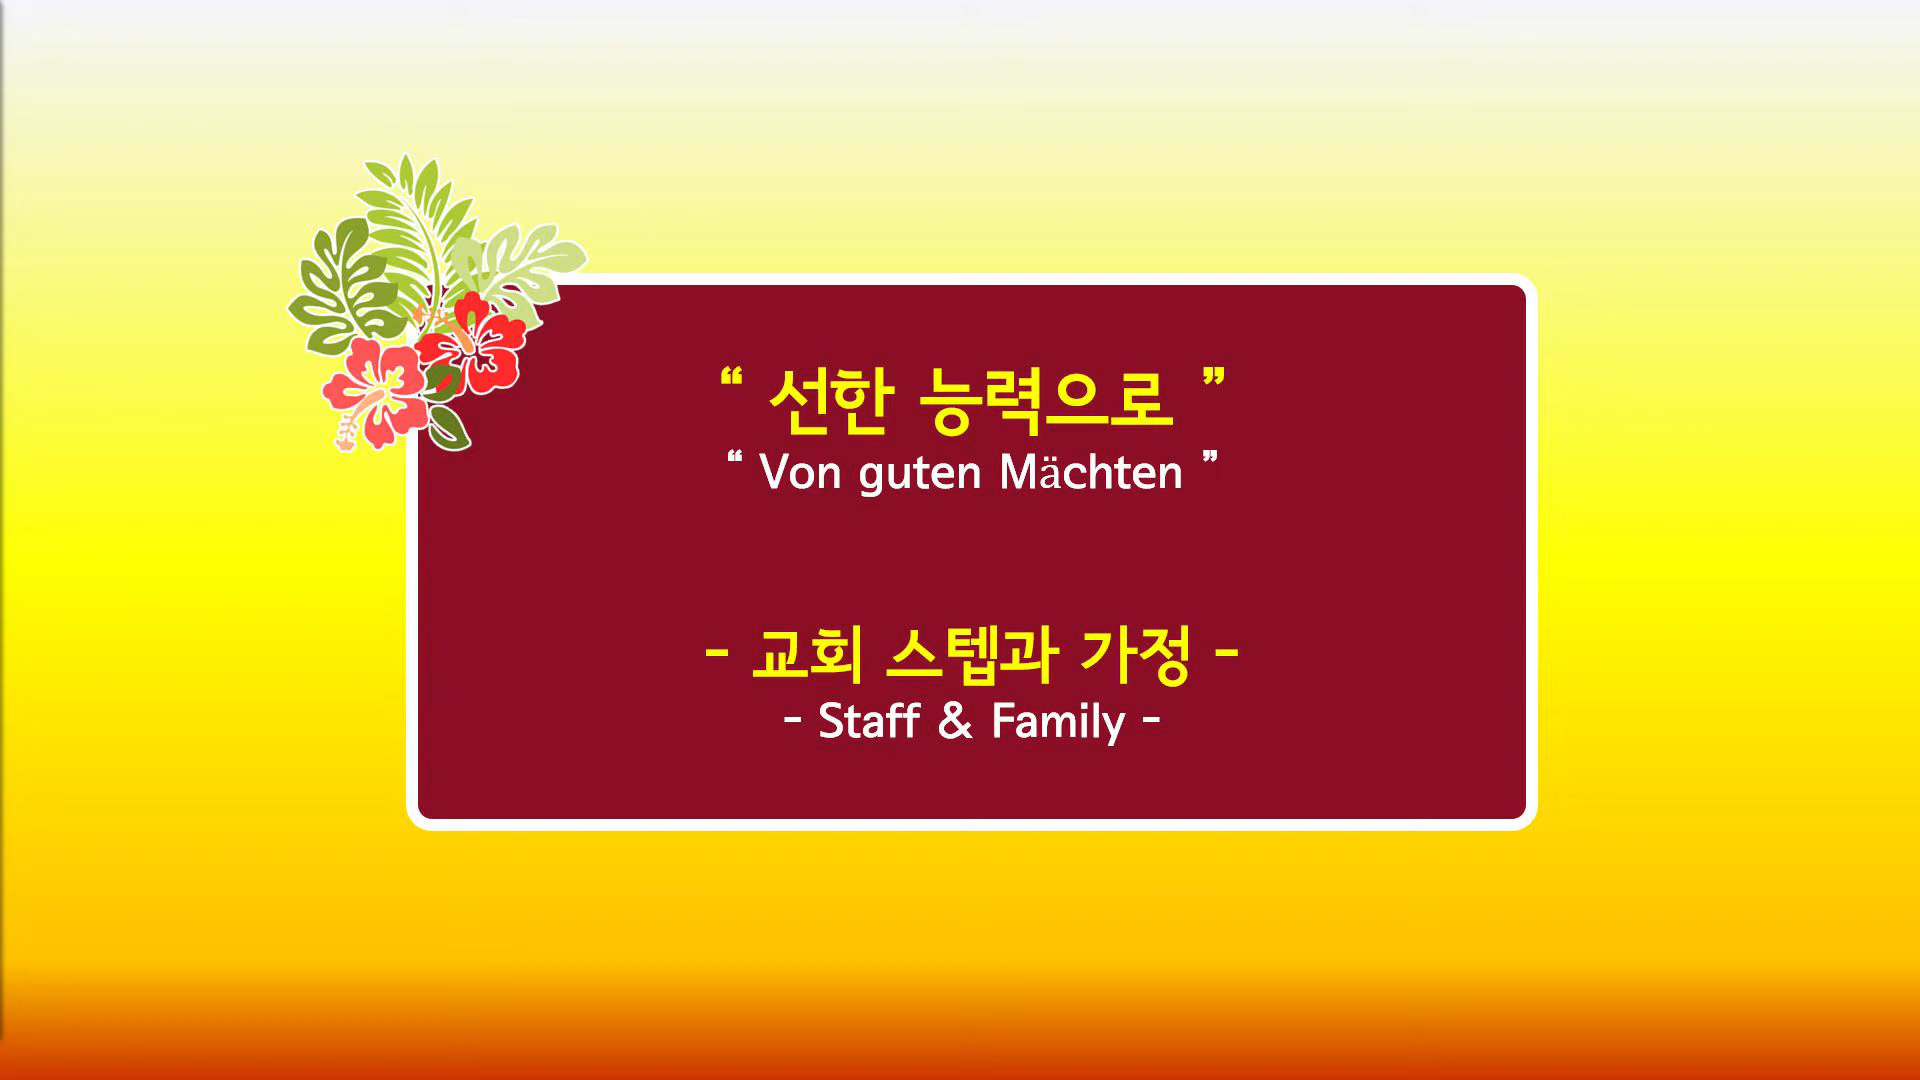 “ 선한 능력으로 ”
“ Von guten Mächten ”
- 교회 스텝과 가정 -
- Staff & Family -